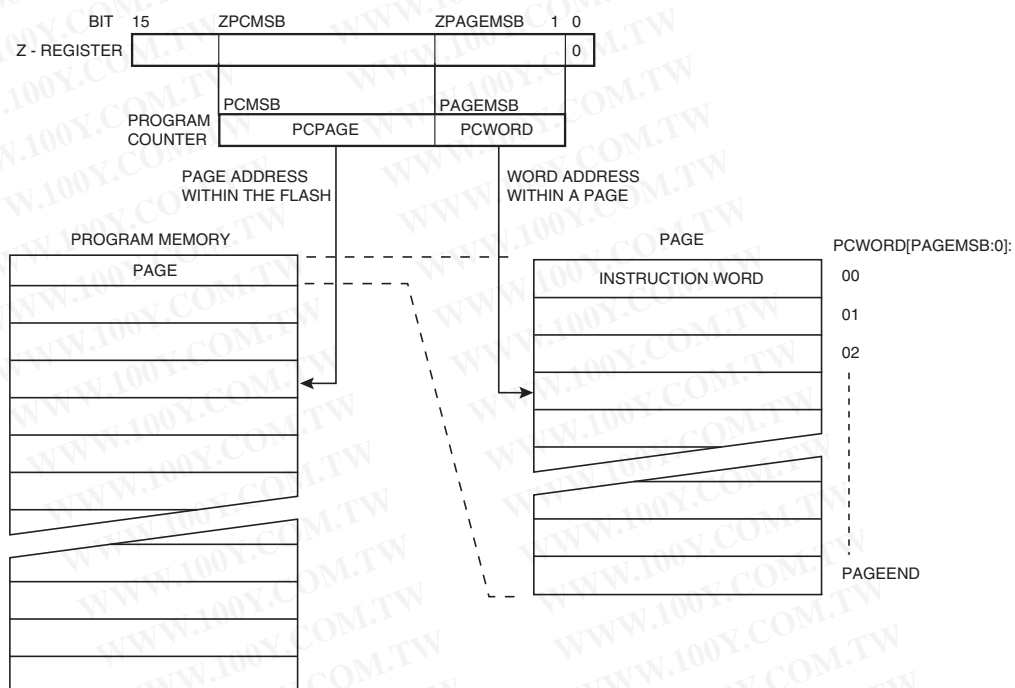 BIT 15 ZPCMSB ZPAGEMSB 1 0
Z - REGISTER 0
PCMSB PAGEMSB
PROGRAM
COUNTER
PCPAGE PCWORD
PAGE ADDRESS
WITHIN THE FLASH
WORD ADDRESS
WITHIN A PAGE
PROGRAM MEMORY
PAGE
PAGE
INSTRUCTION WORD
PCWORD[PAGEMSB:0]:
00
01
02
PAGEEND
WWW.100Y.COM.TW